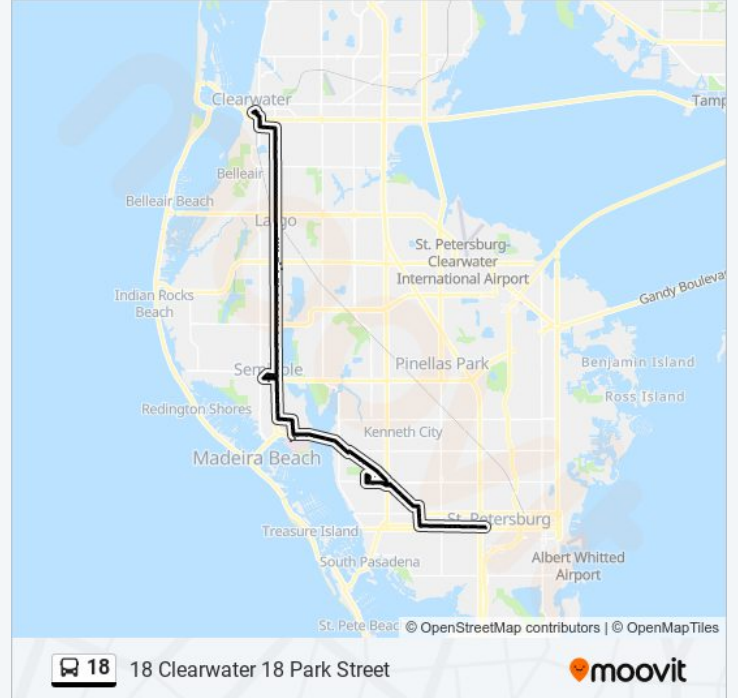 Clearwater
Tamp
Belleair
Belleair Beach
Largo
St. Petersburg-
Clearwater
International Airport
Indian Rocks
Beach
Gandy Bouleva
Seminole
Pinellas Park
Benjamin Island
Ross Island
Redington Shores
Kenneth City
Madeira Beach
St. Petersburg
Treasure Island
Albert Whitted
Airport
South Pasadena
St. Pete Beac
© OpenStreetMap contributors | © OpenMapTiles
18 18 Clearwater 18 Park Street
moovit